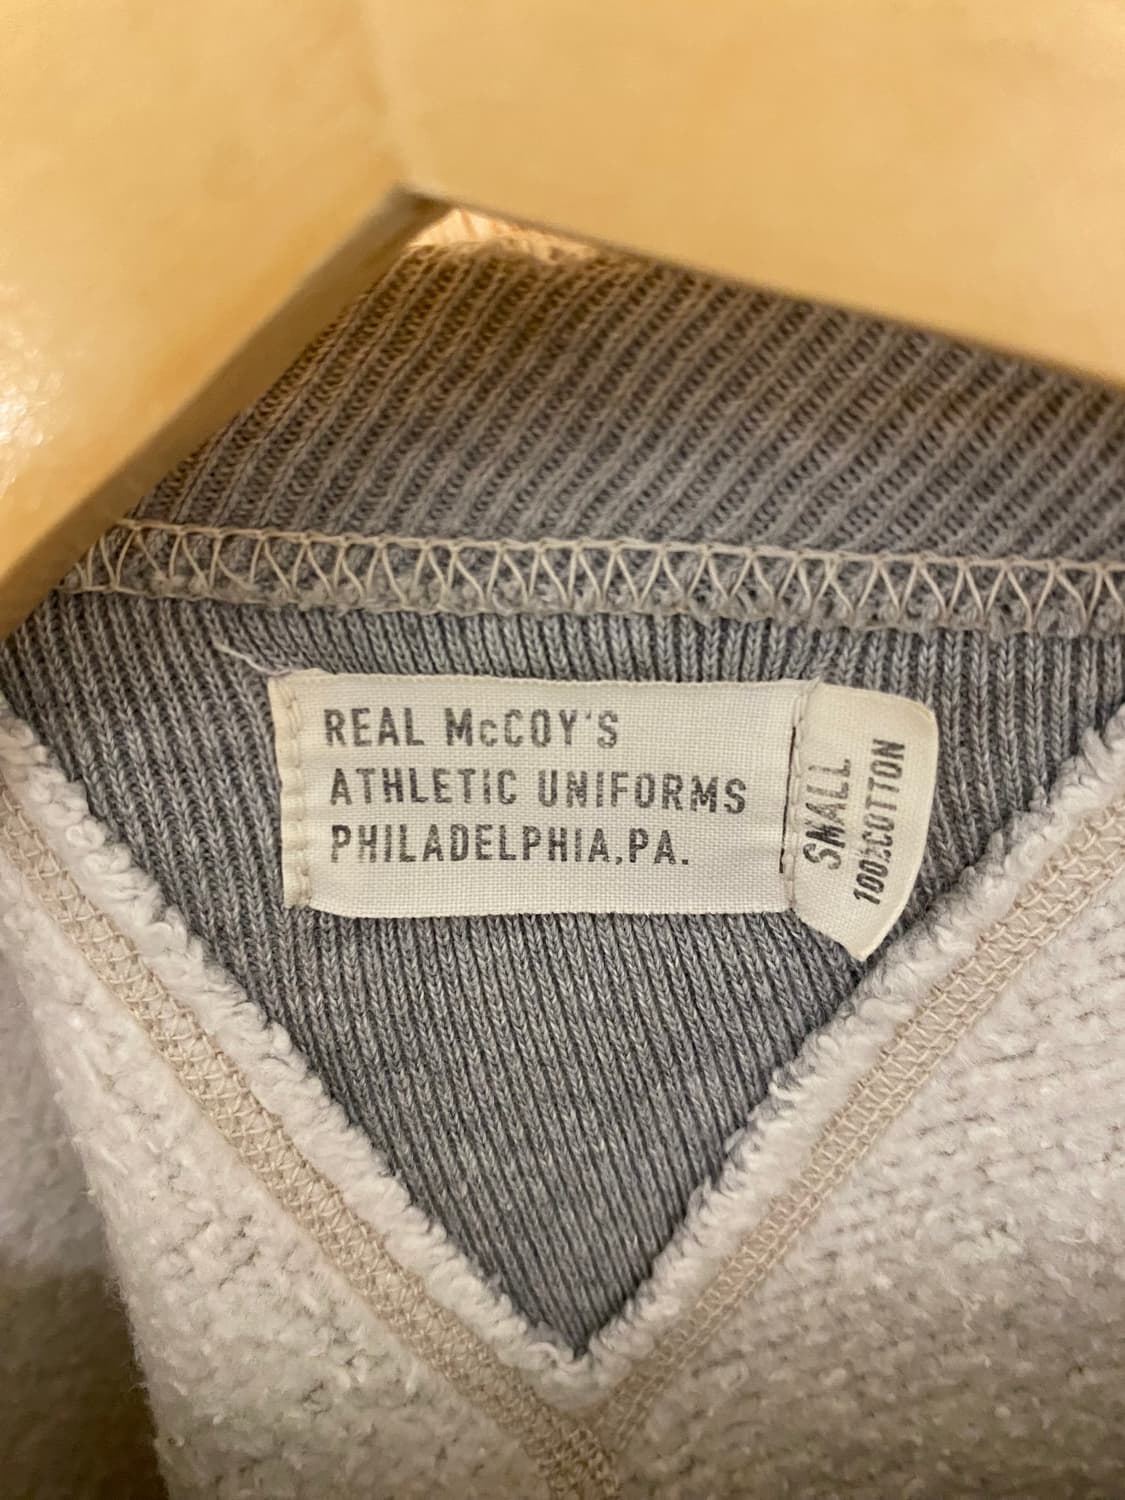 REAL McCOY'S
ATHLETIC UNIFORMS
PHILADELPHIA,PA.
SMALL
100%COTTON